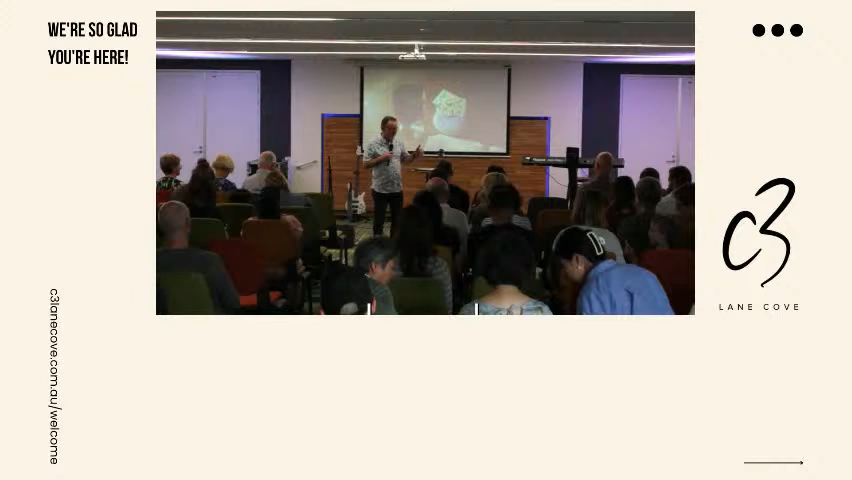 WE'RE SO GLAD
YOU'RE HERE!
c3
LANE COVE
c3lanecove.com.au/welcome